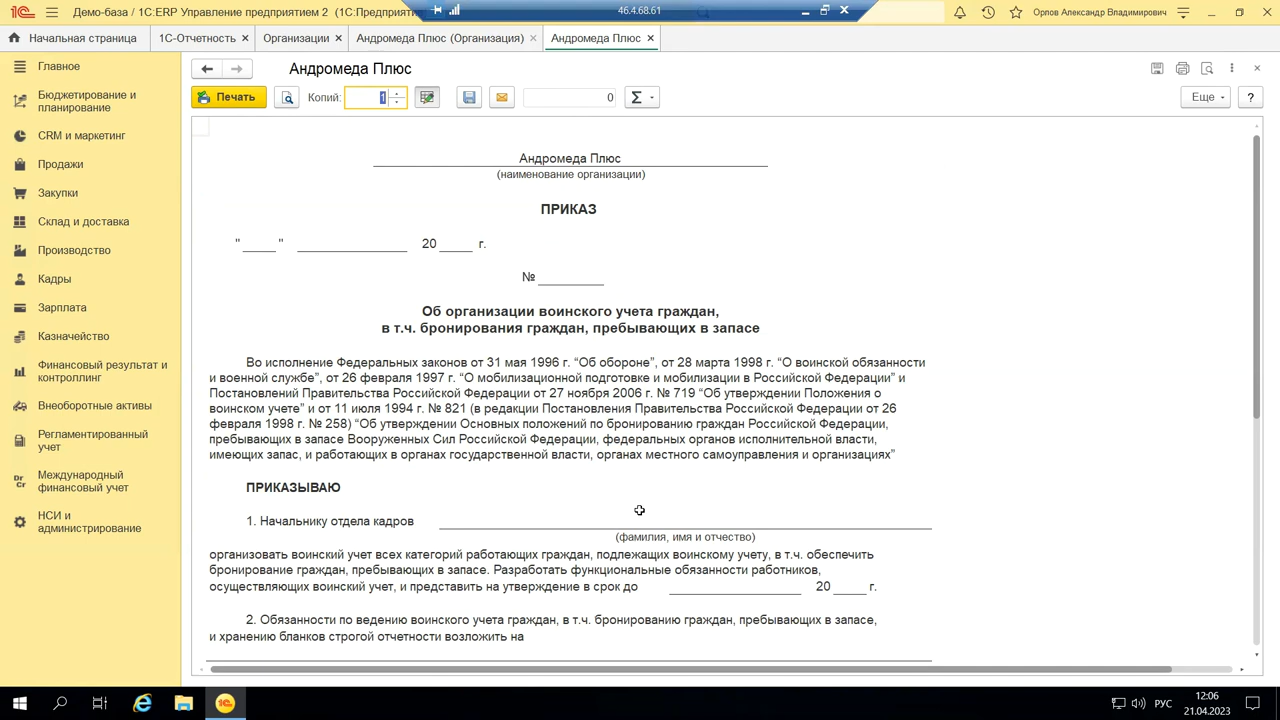 Демо-база / 1С:ERP Управление предприятием 2 (1С:Предприятие
46.4.68.61
Орлов Александр Владимирович
Начальная страница
1С-Отчетность ×
Организации ×
Андромеда Плюс (Организация) ×
Андромеда Плюс ×
Главное
Бюджетирование и
планирование
CRM и маркетинг
Продажи
Закупки
Склад и доставка
Производство
Кадры
Зарплата
Казначейство
Финансовый результат и
контроллинг
Внеоборотные активы
Регламентированный
учет
Международный
финансовый учет
НСИ и
администрирование
Андромеда Плюс
Печать
Копий: 1
0
Σ
Еще
?
Андромеда Плюс
(наименование организации)
ПРИКАЗ
" _____ " ________________ 20 _____ г.
№ __________
Об организации воинского учета граждан,
в т.ч. бронирования граждан, пребывающих в запасе
Во исполнение Федеральных законов от 31 мая 1996 г. “Об обороне”, от 28 марта 1998 г. “О воинской обязанности
и военной службе”, от 26 февраля 1997 г. “О мобилизационной подготовке и мобилизации в Российской Федерации” и
Постановлений Правительства Российской Федерации от 27 ноября 2006 г. № 719 “Об утверждении Положения о
воинском учете” и от 11 июля 1994 г. № 821 (в редакции Постановления Правительства Российской Федерации от 26
февраля 1998 г. № 258) “Об утверждении Основных положений по бронированию граждан Российской Федерации,
пребывающих в запасе Вооруженных Сил Российской Федерации, федеральных органов исполнительной власти,
имеющих запас, и работающих в органах государственной власти, органах местного самоуправления и организациях”
ПРИКАЗЫВАЮ
1. Начальнику отдела кадров
(фамилия, имя и отчество)
организовать воинский учет всех категорий работающих граждан, подлежащих воинскому учету, в т.ч. обеспечить
бронирование граждан, пребывающих в запасе. Разработать функциональные обязанности работников,
осуществляющих воинский учет, и представить на утверждение в срок до ____________________ 20 _____ г.
2. Обязанности по ведению воинского учета граждан, в т.ч. бронированию граждан, пребывающих в запасе,
и хранению бланков строгой отчетности возложить на
РУС
12:06
21.04.2023